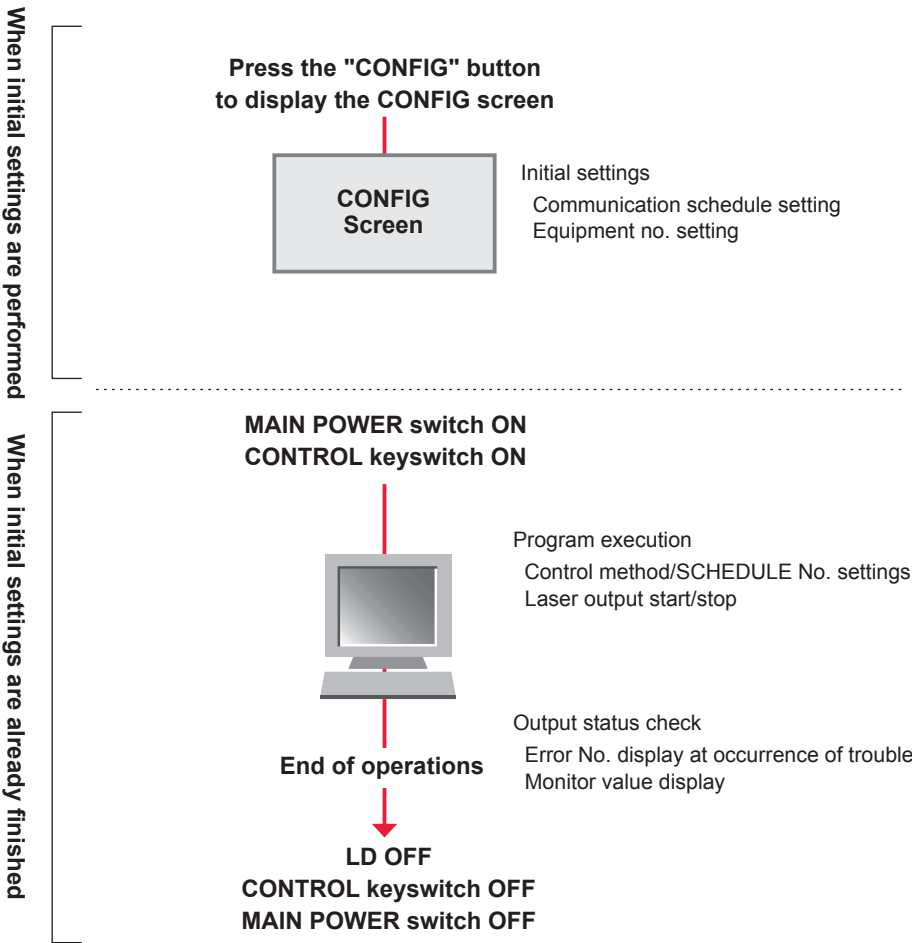 When initial settings are performed
Press the "CONFIG" button
to display the CONFIG screen
CONFIG
Screen
Initial settings
Communication schedule setting
Equipment no. setting
When initial settings are already finished
MAIN POWER switch ON
CONTROL keyswitch ON
Program execution
Control method/SCHEDULE No. settings
Laser output start/stop
Output status check
Error No. display at occurrence of trouble
Monitor value display
End of operations
LD OFF
CONTROL keyswitch OFF
MAIN POWER switch OFF